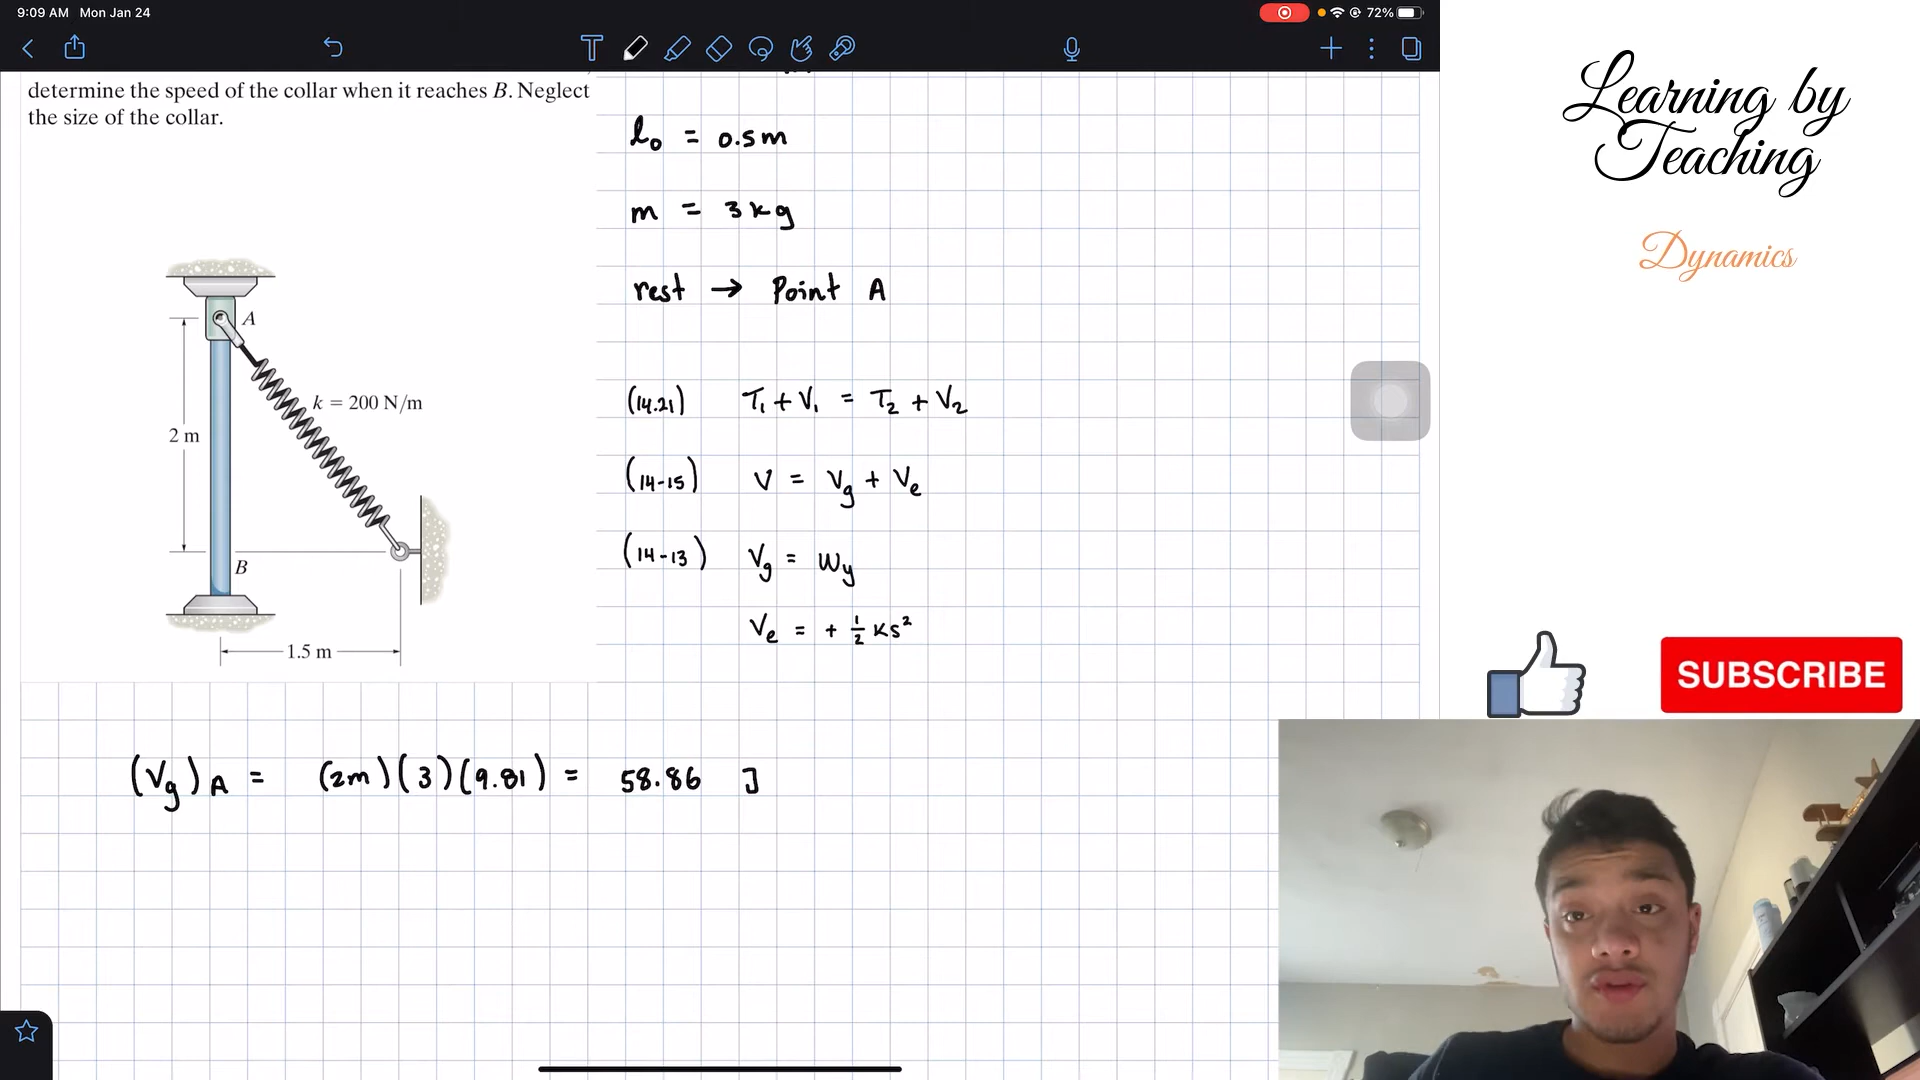 9:09 AM Mon Jan 24
72%
determine the speed of the collar when it reaches B. Neglect
the size of the collar.
A
k = 200 N/m
2 m
B
1.5 m
l₀ = 0.5m
m = 3kg
rest → Point A
(14.21) T₁ + V₁ = T₂ + V₂
(14-15) V = Vg + Ve
(14-13) Vg = Wy
Ve = + ½ ks²
(Vg)A = (2m)(3)(9.81) = 58.86 J
Learning by
Teaching
Dynamics
SUBSCRIBE